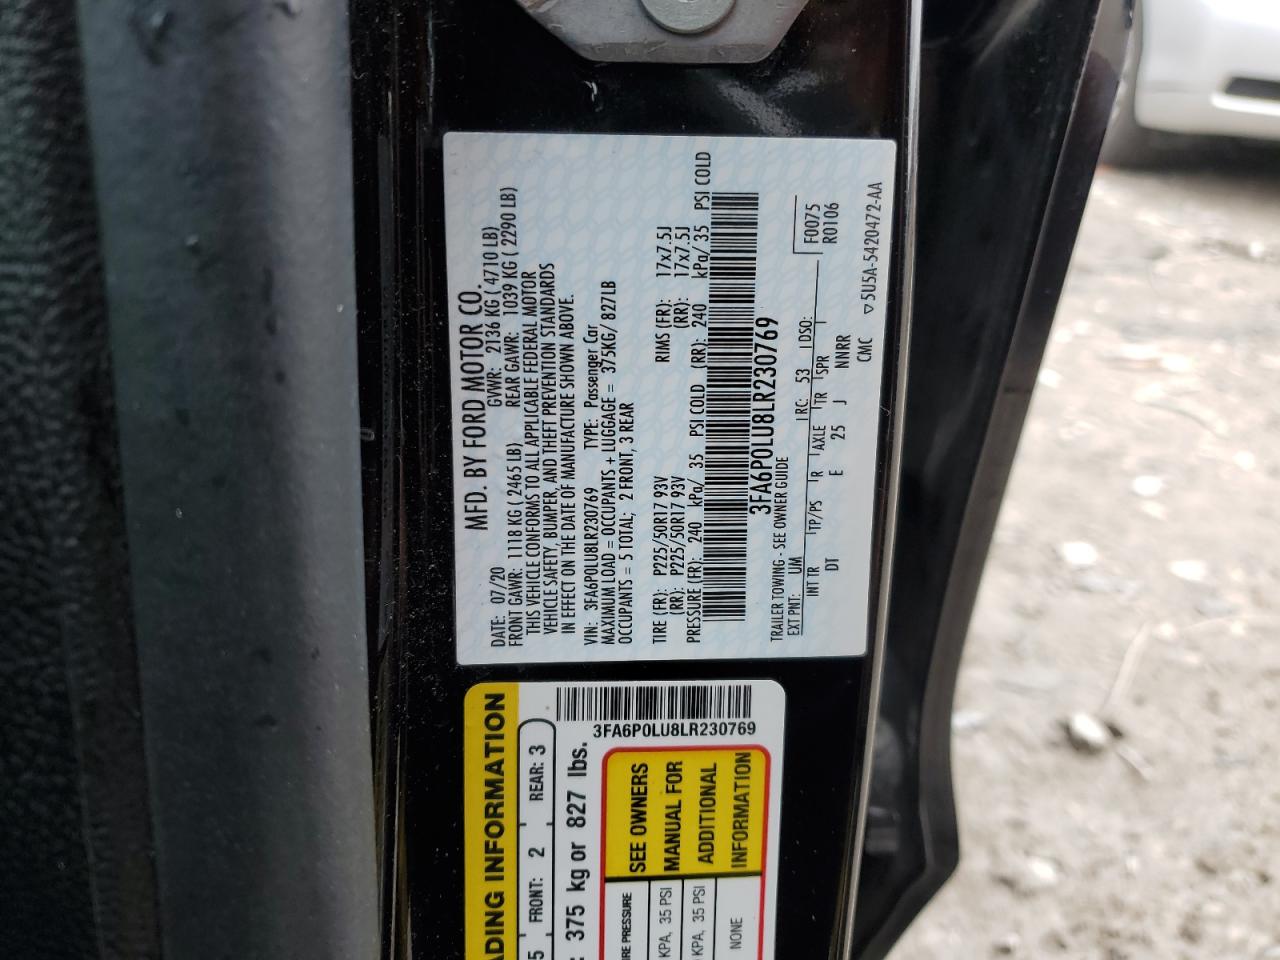 MFD. BY FORD MOTOR CO.
DATE: 07/20 GVWR: 2136 KG ( 4710 LB)
FRONT GAWR: 1118 KG ( 2465 LB) REAR GAWR: 1039 KG ( 2290 LB)
THIS VEHICLE CONFORMS TO ALL APPLICABLE FEDERAL MOTOR
VEHICLE SAFETY, BUMPER, AND THEFT PREVENTION STANDARDS
IN EFFECT ON THE DATE OF MANUFACTURE SHOWN ABOVE.
VIN: 3FA6P0LU8LR230769 TYPE: Passenger Car
MAXIMUM LOAD = OCCUPANTS + LUGGAGE = 375KG/ 827LB
OCCUPANTS = 5 TOTAL; 2 FRONT, 3 REAR
TIRE (FR): P225/50R17 93V RIMS (FR): 17x7.5J
(RR): P225/50R17 93V (RR): 17x7.5J
PRESSURE (FR): 240 kPa/ 35 PSI COLD (RR): 240 kPa/ 35 PSI COLD
3FA6P0LU8LR230769
TRAILER TOWING - SEE OWNER GUIDE F0075
EXT PNT: UM RC: 53 DSO: R0106
INT TR TP/PS R AXLE TR SPR
DT E 25 J NNRR
CMC ▽5U5A-5420472-AA
3FA6P0LU8LR230769
ADING INFORMATION
5 FRONT: 2 REAR: 3
: 375 kg or 827 lbs.
IRE PRESSURE
KPA, 35 PSI
KPA, 35 PSI
NONE
SEE OWNERS
MANUAL FOR
ADDITIONAL
INFORMATION